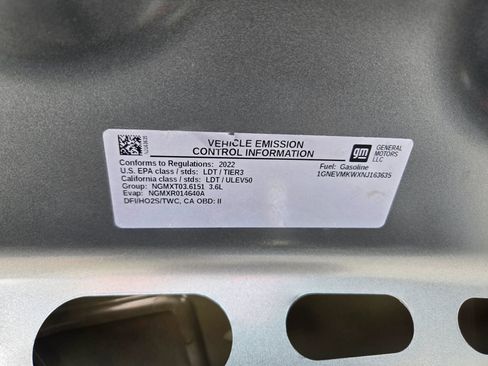 VEHICLE EMISSION
CONTROL INFORMATION
gm GENERAL MOTORS LLC
Conforms to Regulations: 2022
Fuel: Gasoline
U.S. EPA class / stds: LDT / TIER3
1GNEVMKWXNJ163635
California class / stds: LDT / ULEV50
Group: NGMXT03.6151 3.6L
Evap: NGMXR014640A
DFI/HO2S/TWC, CA OBD: II